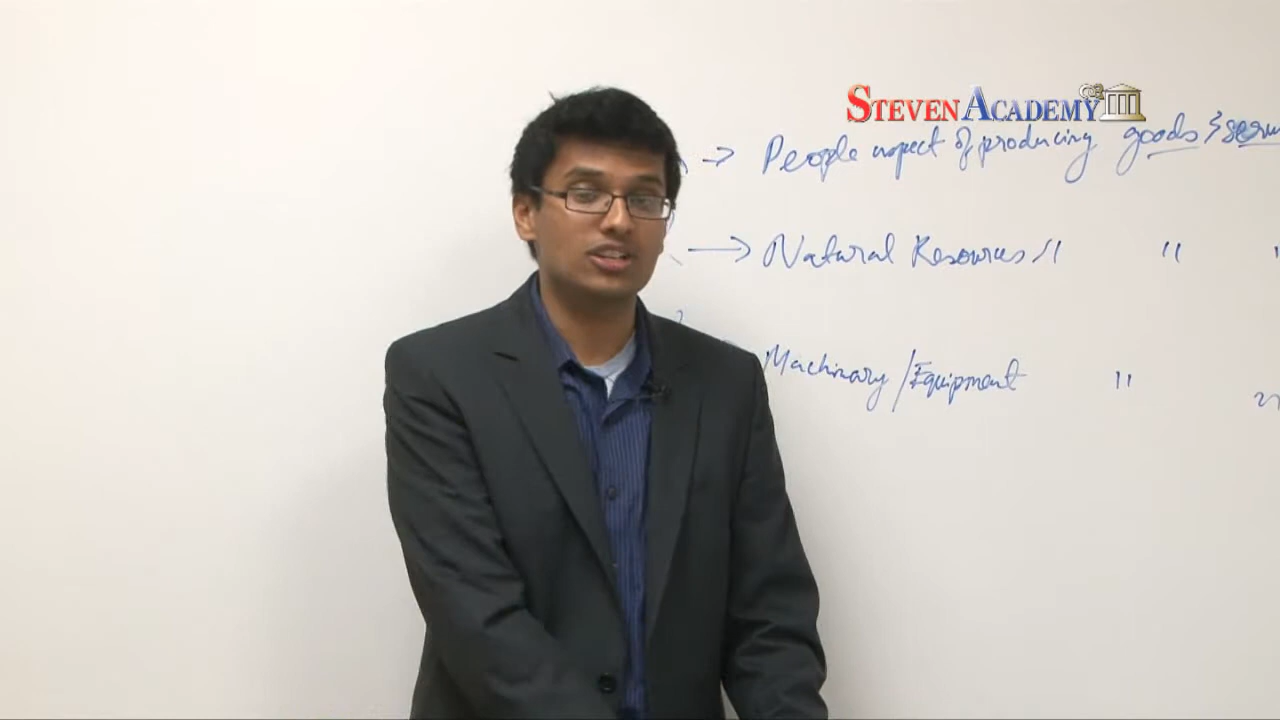 STEVEN ACADEMY
→ People aspect of producing goods & serv
→ Natural Resources " " "
Machinary / Equipment "